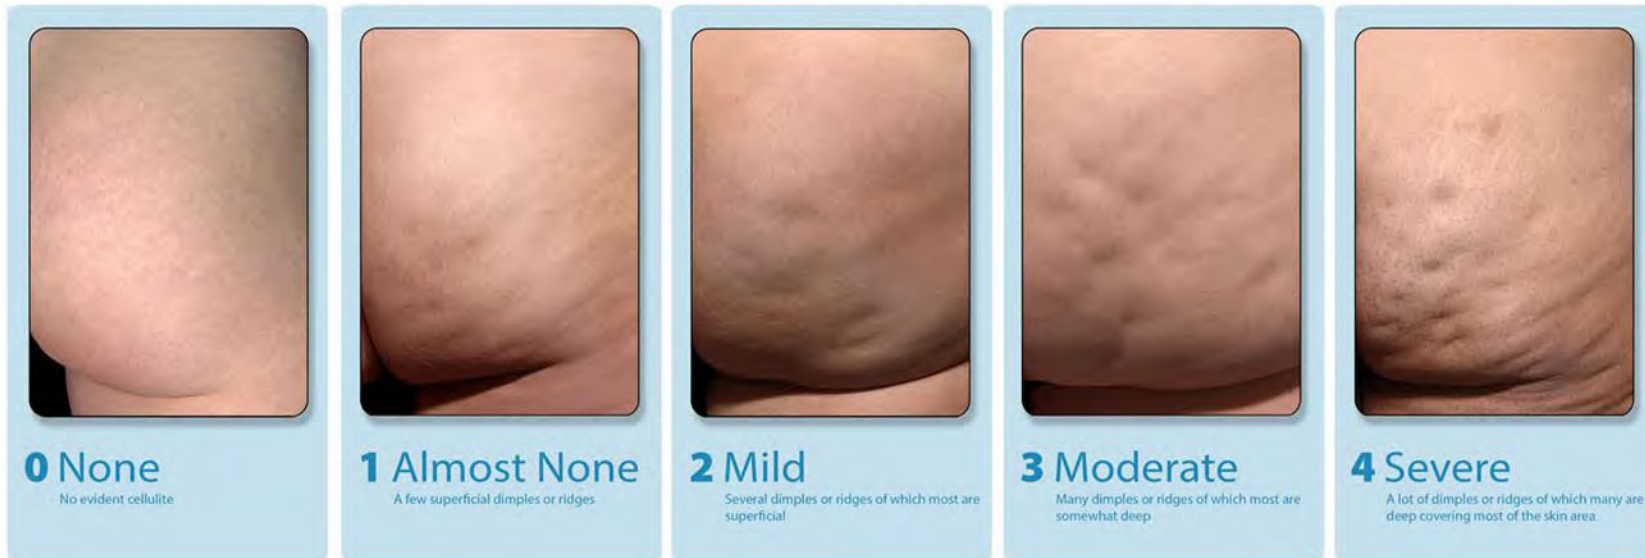 0 None
No evident cellulite
1 Almost None
A few superficial dimples or ridges
2 Mild
Several dimples or ridges of which most are
superficial
3 Moderate
Many dimples or ridges of which most are
somewhat deep
4 Severe
A lot of dimples or ridges of which many are
deep covering most of the skin area